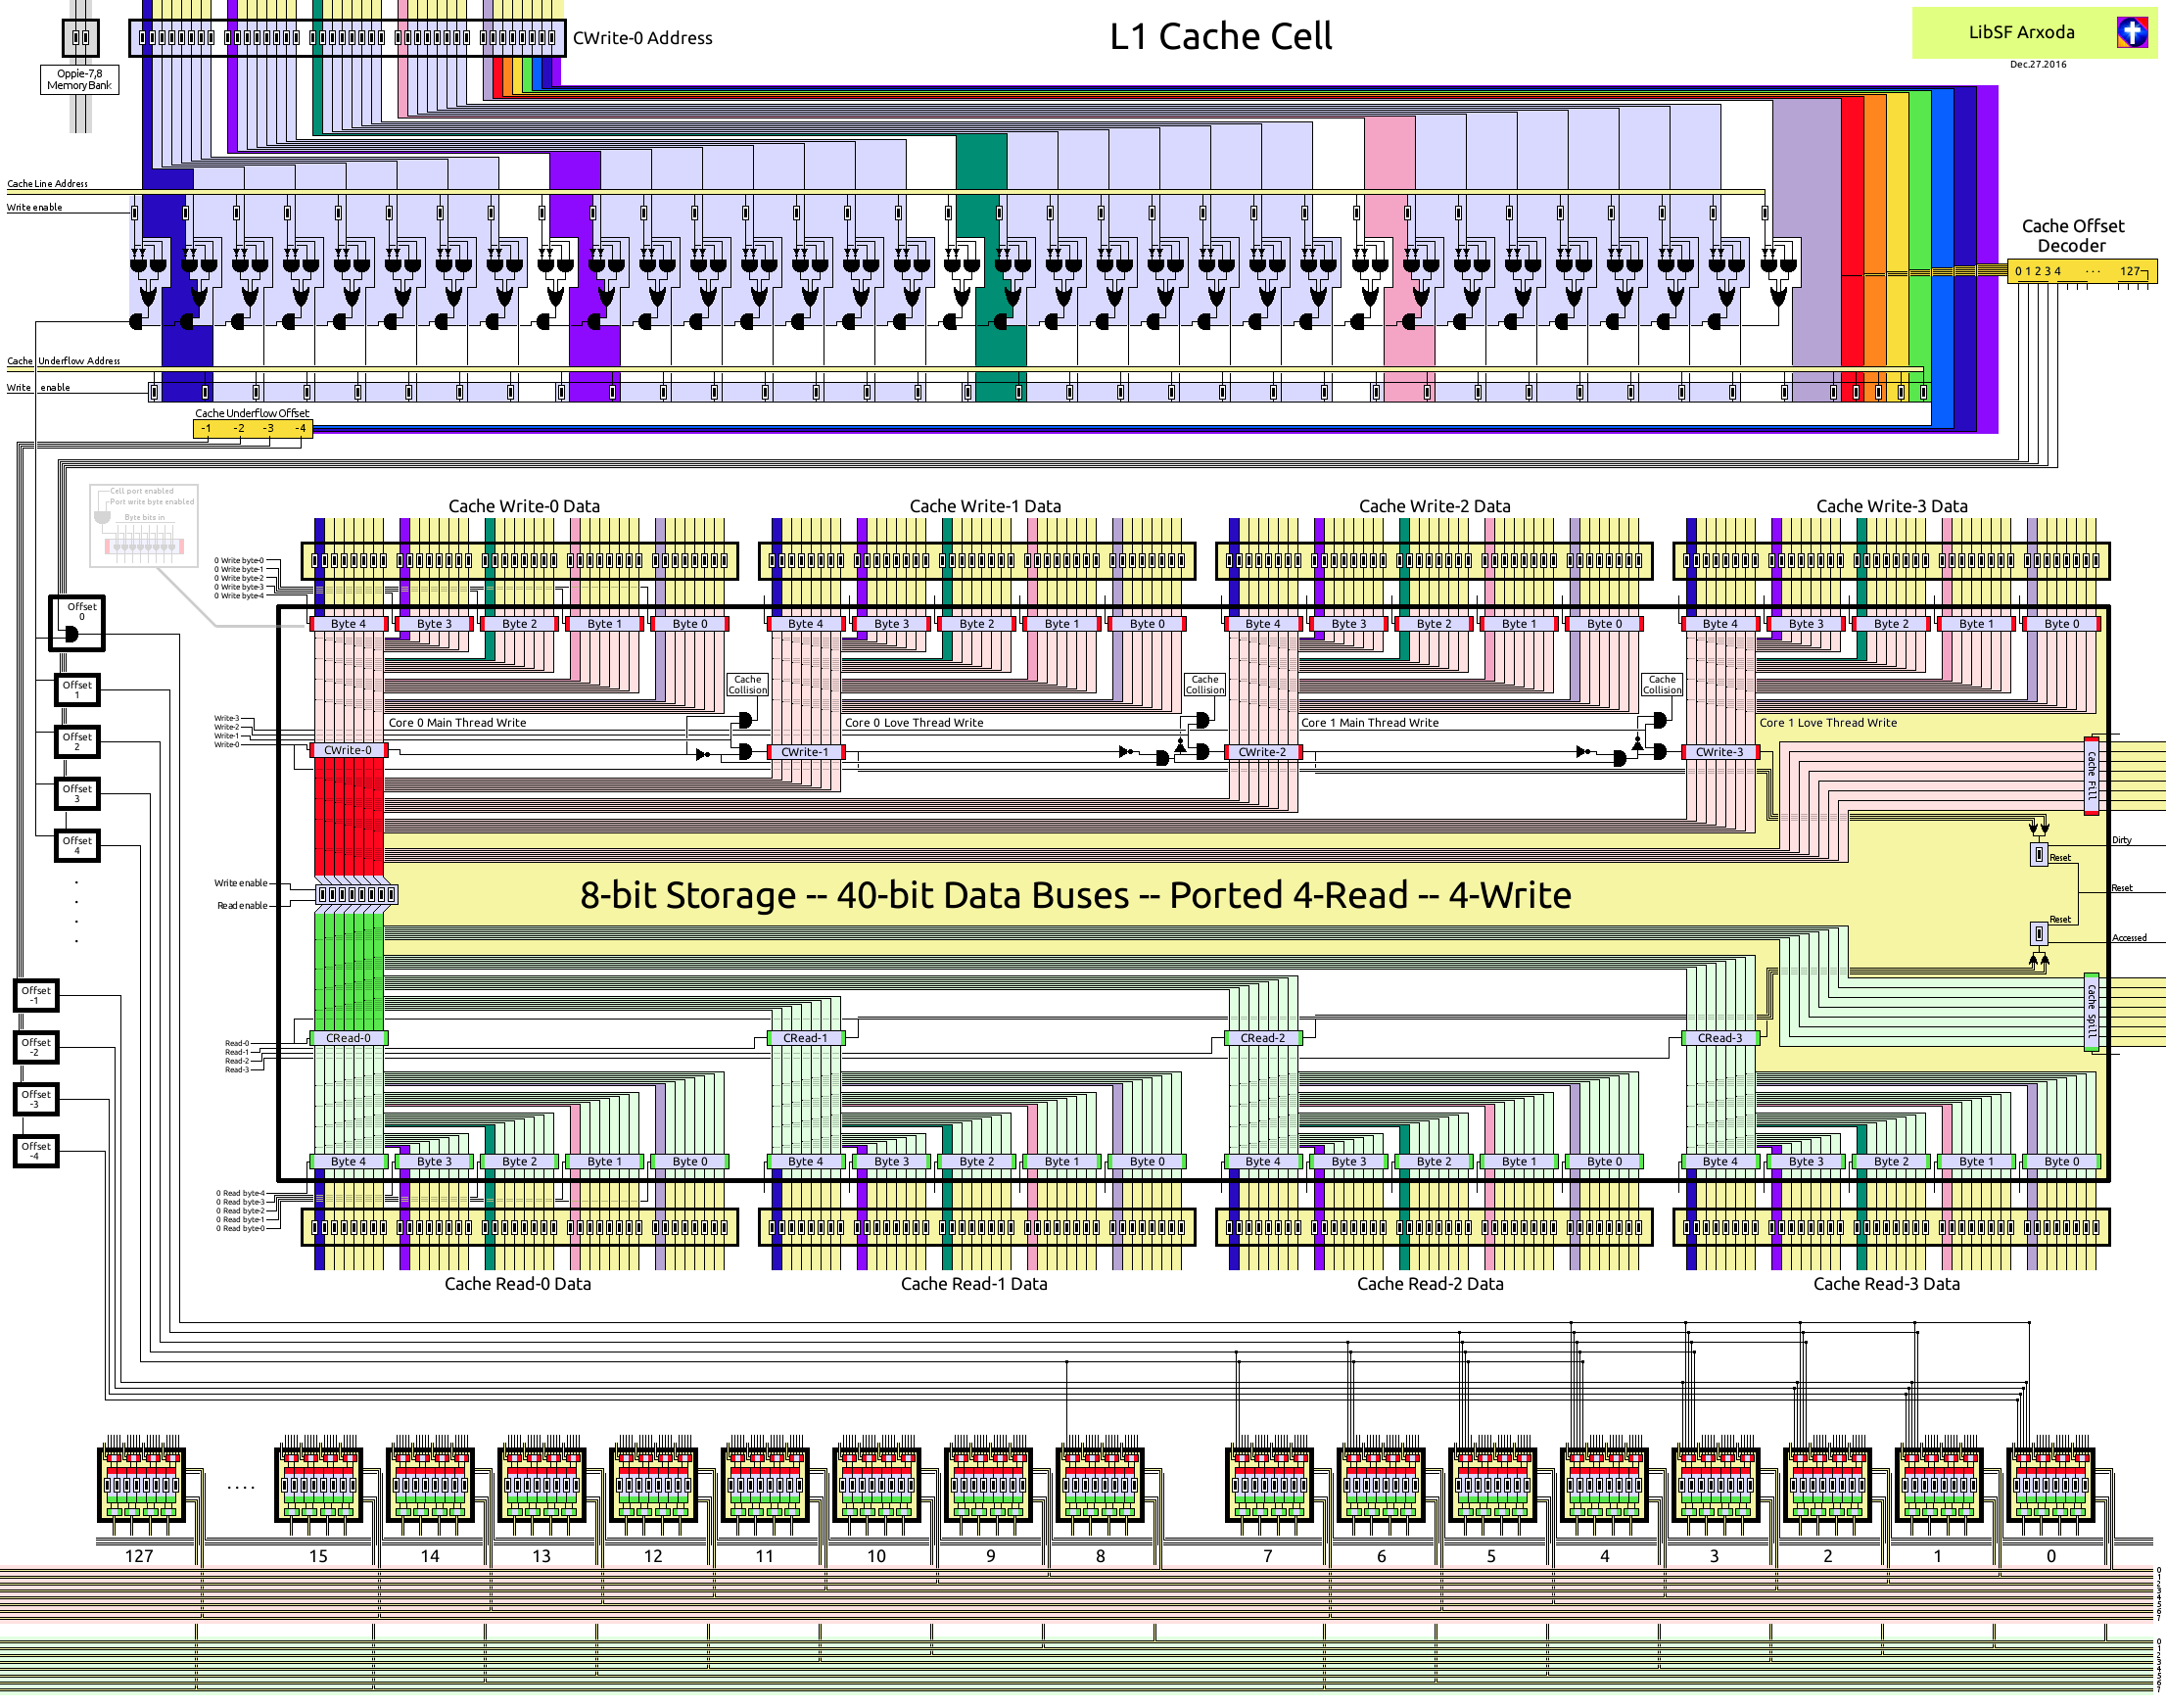 L1 Cache Cell
CWrite-0 Address
LibSF Arxoda
Dec.27.2016
Oppie-7,8
Memory Bank
Cache Line Address
Write enable
Cache Offset
Decoder
0 1 2 3 4 ... 127
Cache Underflow Address
Write enable
Cache Underflow Offset
-1 -2 -3 -4
Cell port enabled
Port write byte enabled
Byte bits in
Cache Write-0 Data
Cache Write-1 Data
Cache Write-2 Data
Cache Write-3 Data
0 Write byte-0
0 Write byte-1
0 Write byte-2
0 Write byte-3
0 Write byte-4
Offset
0
Byte 4 Byte 3 Byte 2 Byte 1 Byte 0
Byte 4 Byte 3 Byte 2 Byte 1 Byte 0
Byte 4 Byte 3 Byte 2 Byte 1 Byte 0
Byte 4 Byte 3 Byte 2 Byte 1 Byte 0
Offset
1
Cache
Collision
Cache
Collision
Cache
Collision
Write-3
Write-2
Write-1
Write-0
Core 0 Main Thread Write
Core 0 Love Thread Write
Core 1 Main Thread Write
Core 1 Love Thread Write
Offset
2
CWrite-0
CWrite-1
CWrite-2
CWrite-3
Cache Fill
Offset
3
Offset
4
Dirty
Reset
Write enable
Read enable
8-bit Storage -- 40-bit Data Buses -- Ported 4-Read -- 4-Write
Reset
Reset
Accessed
Offset
-1
Cache Spill
Offset
-2
Read-0
Read-1
Read-2
Read-3
CRead-0
CRead-1
CRead-2
CRead-3
Offset
-3
Offset
-4
Byte 4 Byte 3 Byte 2 Byte 1 Byte 0
Byte 4 Byte 3 Byte 2 Byte 1 Byte 0
Byte 4 Byte 3 Byte 2 Byte 1 Byte 0
Byte 4 Byte 3 Byte 2 Byte 1 Byte 0
0 Read byte-4
0 Read byte-3
0 Read byte-2
0 Read byte-1
0 Read byte-0
Cache Read-0 Data
Cache Read-1 Data
Cache Read-2 Data
Cache Read-3 Data
....
127 15 14 13 12 11 10 9 8 7 6 5 4 3 2 1 0
0
1
2
3
4
5
6
7
0
1
2
3
4
5
6
7